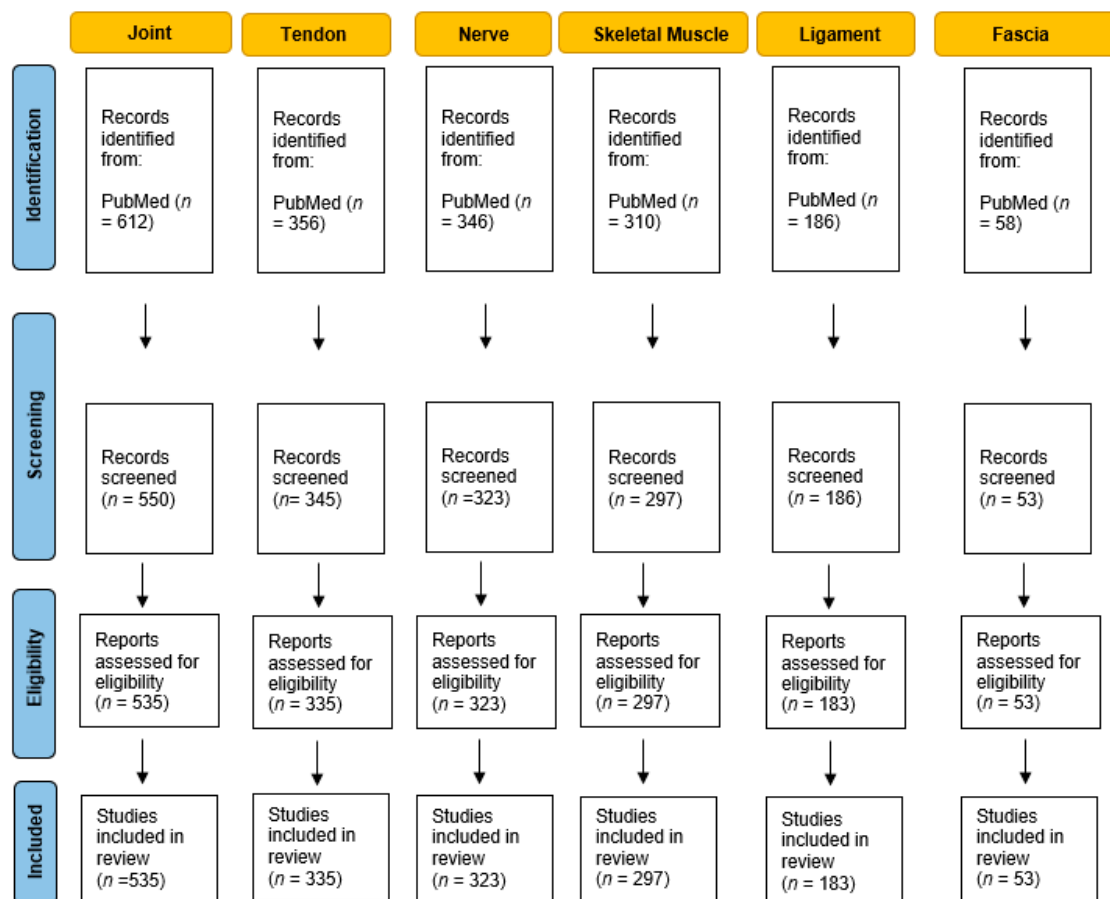 Joint
Tendon
Nerve
Skeletal Muscle
Ligament
Fascia
Identification
Records
identified
from:
PubMed (n
= 612)
Records
identified
from:
PubMed (n
= 356)
Records
identified
from:
PubMed (n
= 346)
Records
identified
from:
PubMed (n
= 310)
Records
identified
from:
PubMed (n
= 186)
Records
identified
from:
PubMed (n
= 58)
Screening
Records
screened
(n = 550)
Records
screened
(n= 345)
Records
screened
(n =323)
Records
screened
(n = 297)
Records
screened
(n = 186)
Records
screened
(n = 53)
Eligibility
Reports
assessed for
eligibility
(n = 535)
Reports
assessed for
eligibility
(n = 335)
Reports
assessed for
eligibility
(n = 323)
Reports
assessed for
eligibility
(n = 297)
Reports
assessed for
eligibility
(n = 183)
Reports
assessed for
eligibility
(n = 53)
Included
Studies
included in
review
(n =535)
Studies
included in
review
(n = 335)
Studies
included in
review
(n = 323)
Studies
included in
review
(n = 297)
Studies
included in
review
(n = 183)
Studies
included in
review
(n = 53)